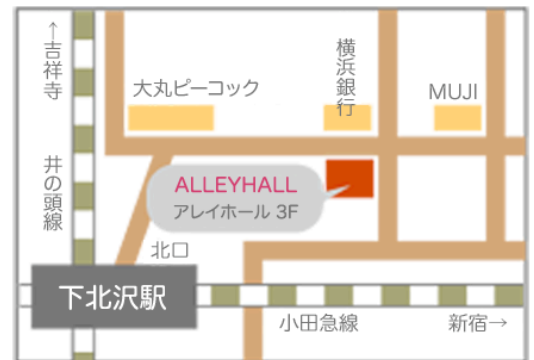 ←吉祥寺
大丸ピーコック
横浜銀行
MUJI
井の頭線
ALLEYHALL
アレイホール 3F
北口
下北沢駅
小田急線
新宿→